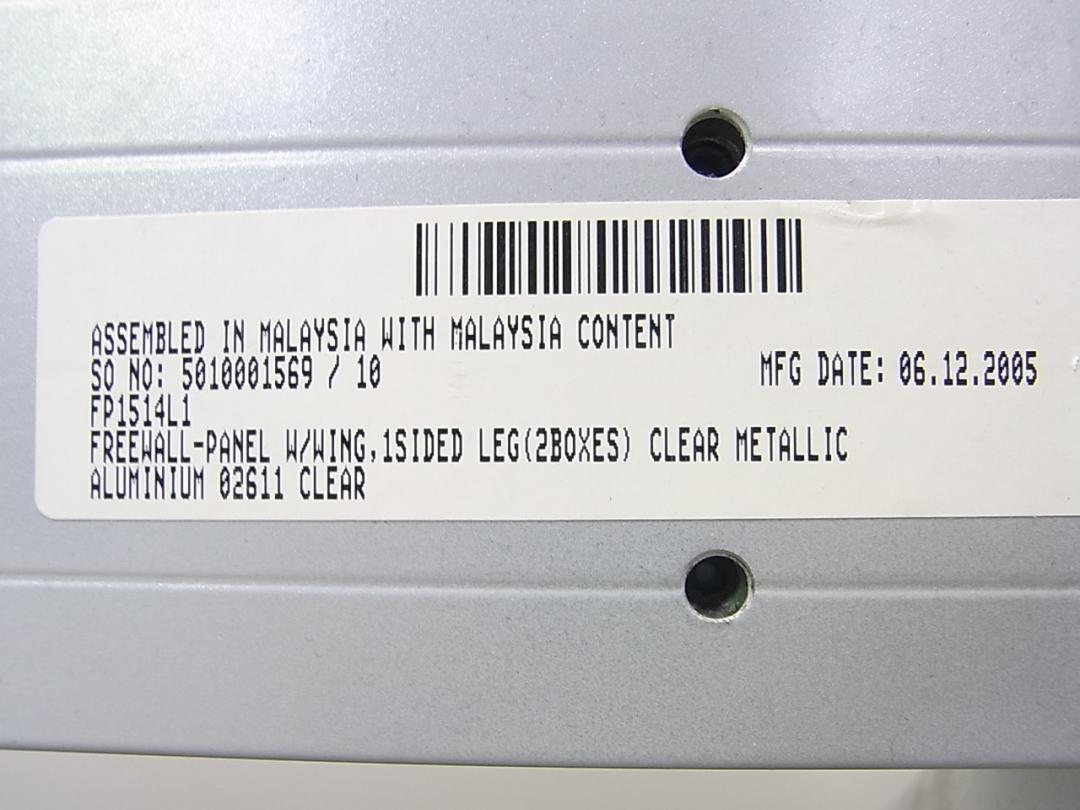 ASSEMBLED IN MALAYSIA WITH MALAYSIA CONTENT
SO NO: 5010001569 / 10 MFG DATE: 06.12.2005
FP1514L1
FREEWALL-PANEL W/WING,1SIDED LEG(2BOXES) CLEAR METALLIC
ALUMINIUM 02611 CLEAR